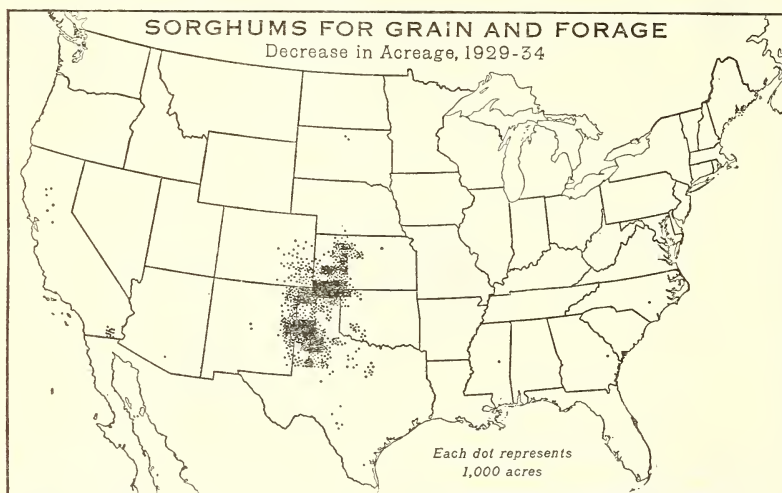 SORGHUMS FOR GRAIN AND FORAGE
Decrease in Acreage, 1929-34
Each dot represents
1,000 acres